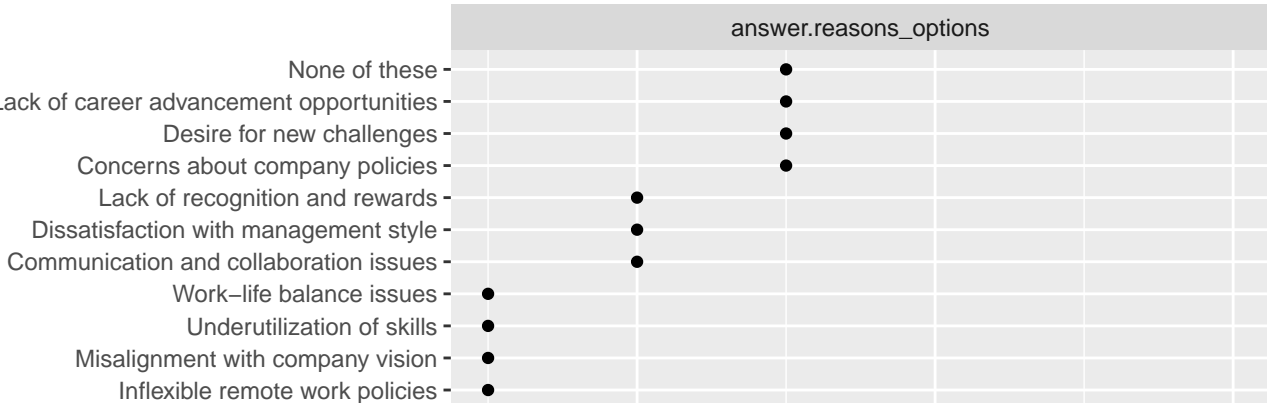 answer.reasons_options
None of these
Lack of career advancement opportunities
Desire for new challenges
Concerns about company policies
Lack of recognition and rewards
Dissatisfaction with management style
Communication and collaboration issues
Work−life balance issues
Underutilization of skills
Misalignment with company vision
Inflexible remote work policies